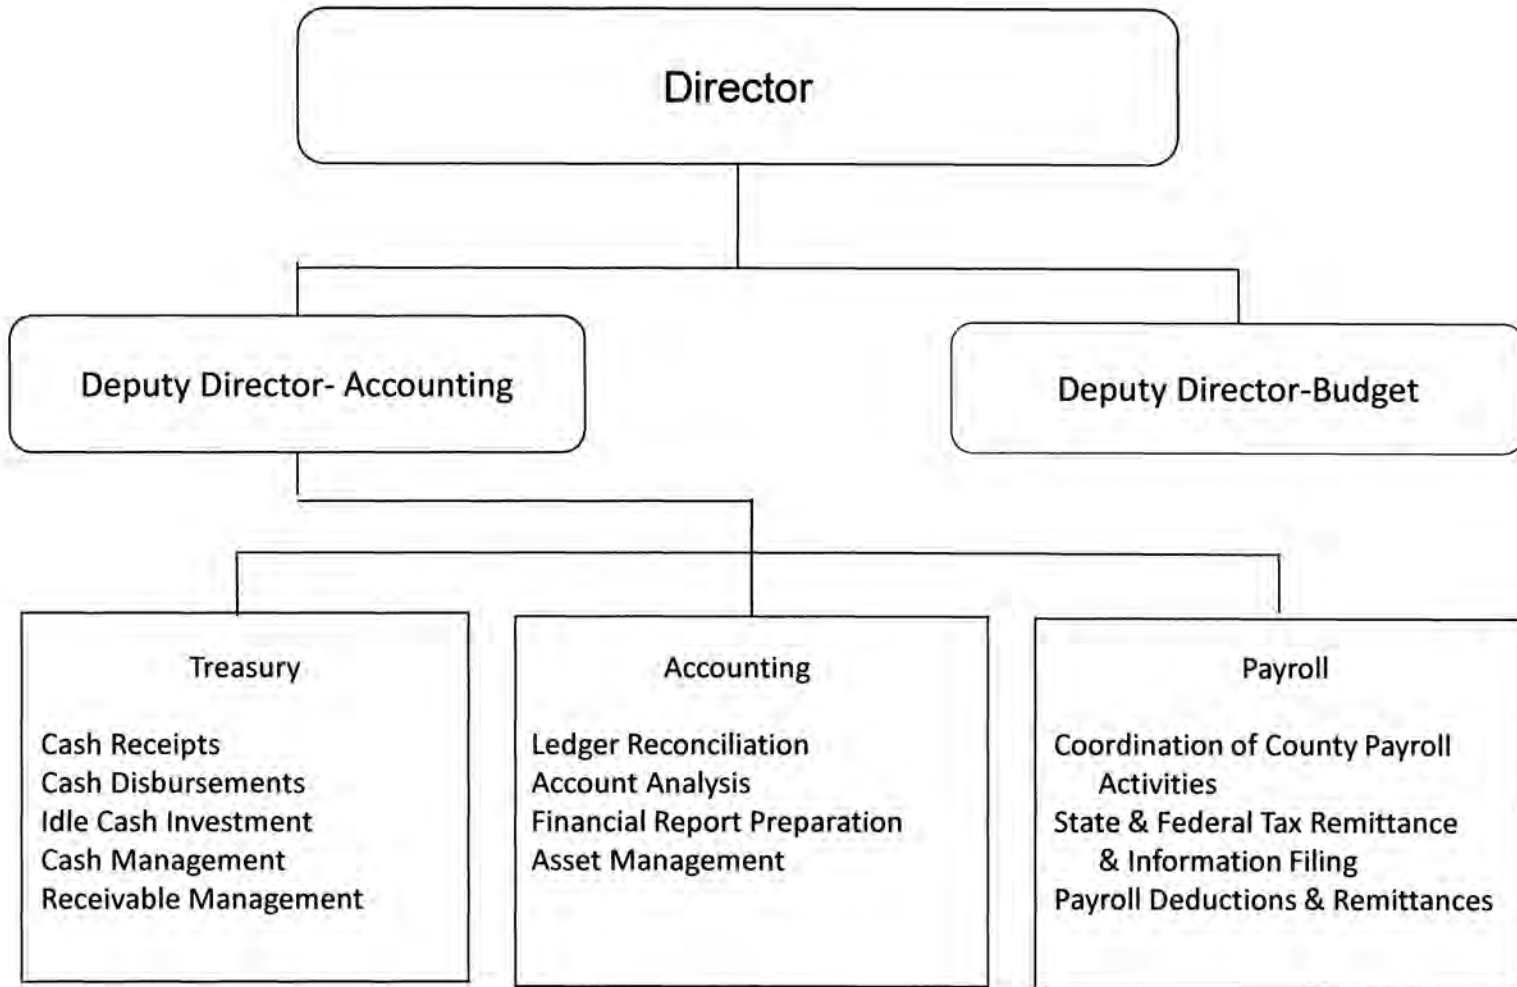 Director
Deputy Director- Accounting
Deputy Director-Budget
Treasury
Cash Receipts
Cash Disbursements
Idle Cash Investment
Cash Management
Receivable Management
Accounting
Ledger Reconciliation
Account Analysis
Financial Report Preparation
Asset Management
Payroll
Coordination of County Payroll
Activities
State & Federal Tax Remittance
& Information Filing
Payroll Deductions & Remittances